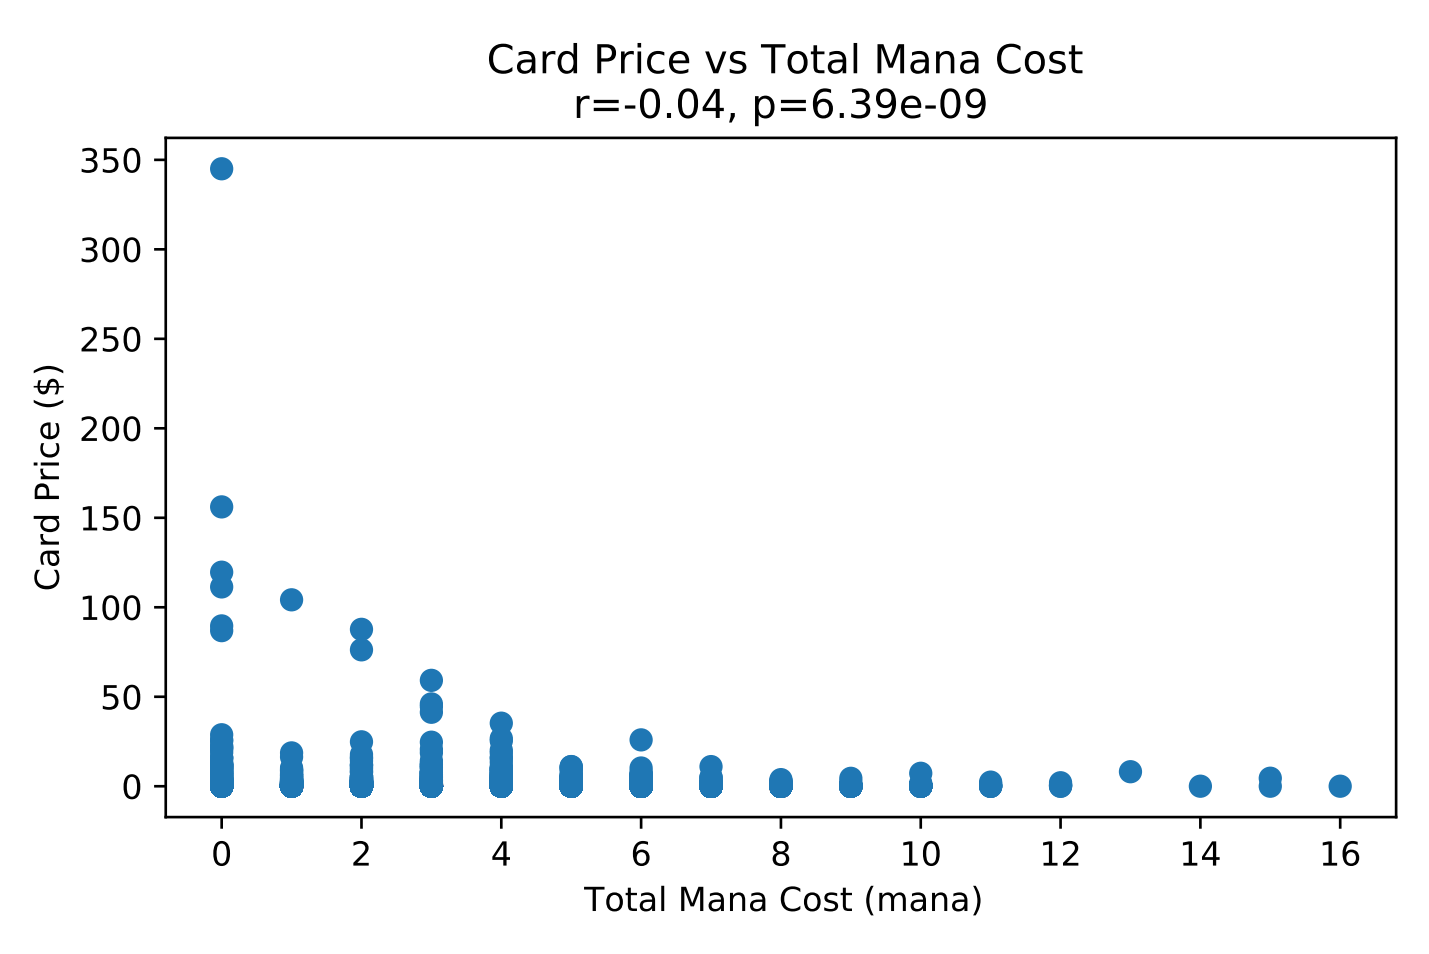 Card Price vs Total Mana Cost
r=-0.04, p=6.39e-09
350
300
250
200
150
100
50
0
Card Price ($)
0 2 4 6 8 10 12 14 16
Total Mana Cost (mana)